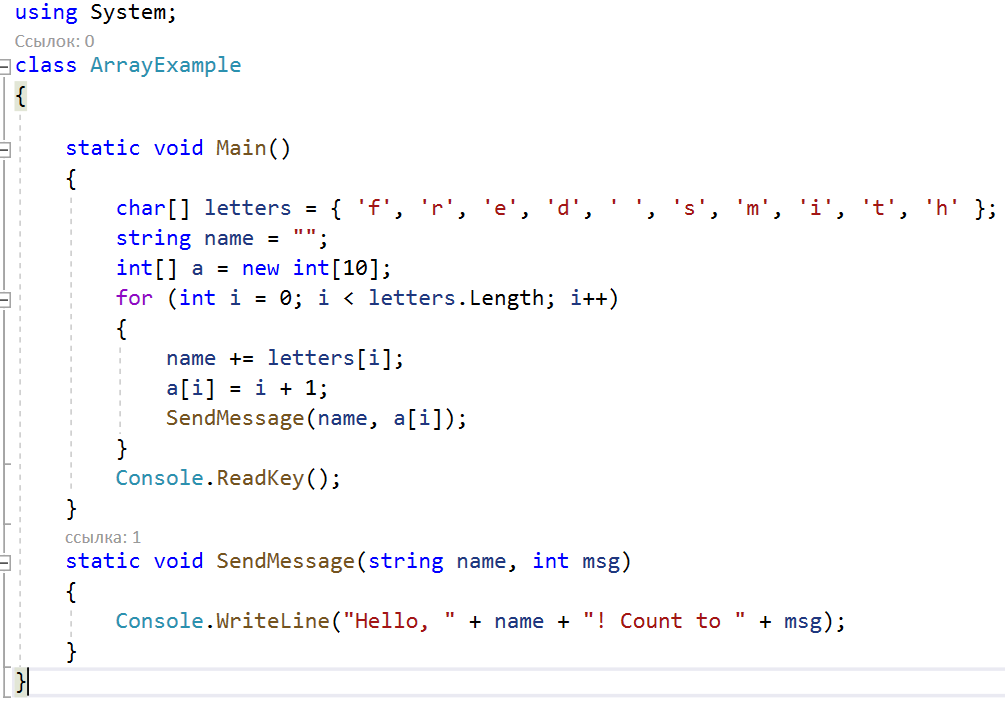 using System;
Ссылок: 0
class ArrayExample
{
static void Main()
{
char[] letters = { 'f', 'r', 'e', 'd', ' ', 's', 'm', 'i', 't', 'h' };
string name = "";
int[] a = new int[10];
for (int i = 0; i < letters.Length; i++)
{
name += letters[i];
a[i] = i + 1;
SendMessage(name, a[i]);
}
Console.ReadKey();
}
ссылка: 1
static void SendMessage(string name, int msg)
{
Console.WriteLine("Hello, " + name + "! Count to " + msg);
}
}